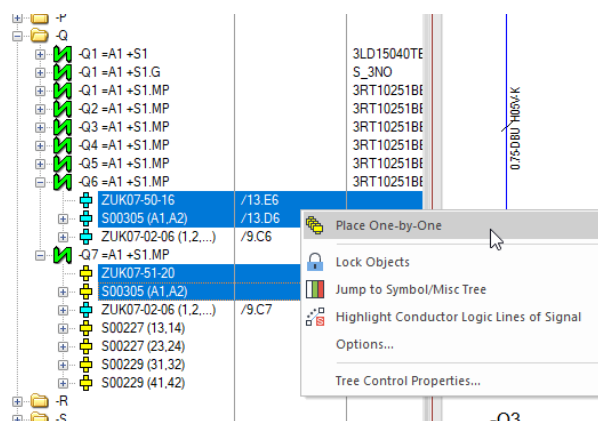 -P
-Q
-Q1 =A1 +S1 3LD15040TE
-Q1 =A1 +S1.G S_3NO
-Q1 =A1 +S1.MP 3RT10251BE
-Q2 =A1 +S1.MP 3RT10251BE
-Q3 =A1 +S1.MP 3RT10251BE
-Q4 =A1 +S1.MP 3RT10251BE
-Q5 =A1 +S1.MP 3RT10251BE
-Q6 =A1 +S1.MP 3RT10251BE
ZUK07-50-16 /13.E6
S00305 (A1,A2) /13.D6
ZUK07-02-06 (1,2,...) /9.C6
-Q7 =A1 +S1.MP
ZUK07-51-20
S00305 (A1,A2)
ZUK07-02-06 (1,2,...) /9.C7
S00227 (13,14)
S00227 (23,24)
S00229 (31,32)
S00229 (41,42)
-R
-S
Place One-by-One
Lock Objects
Jump to Symbol/Misc Tree
Highlight Conductor Logic Lines of Signal
Options...
Tree Control Properties...
0.75-DBU H05V-K
-Q3